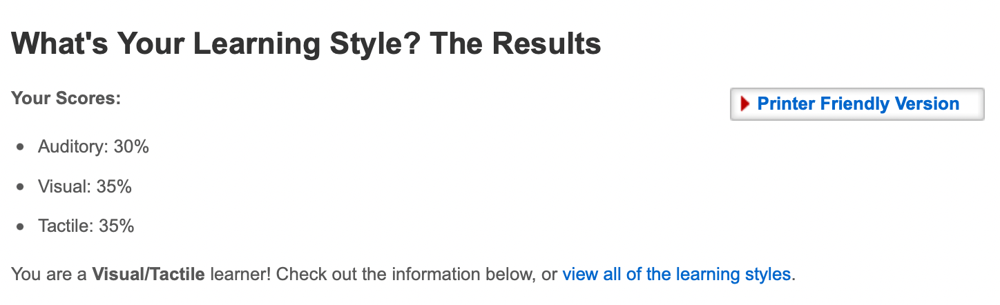 What's Your Learning Style? The Results
Your Scores:
Printer Friendly Version
• Auditory: 30%
• Visual: 35%
• Tactile: 35%
You are a Visual/Tactile learner! Check out the information below, or view all of the learning styles.